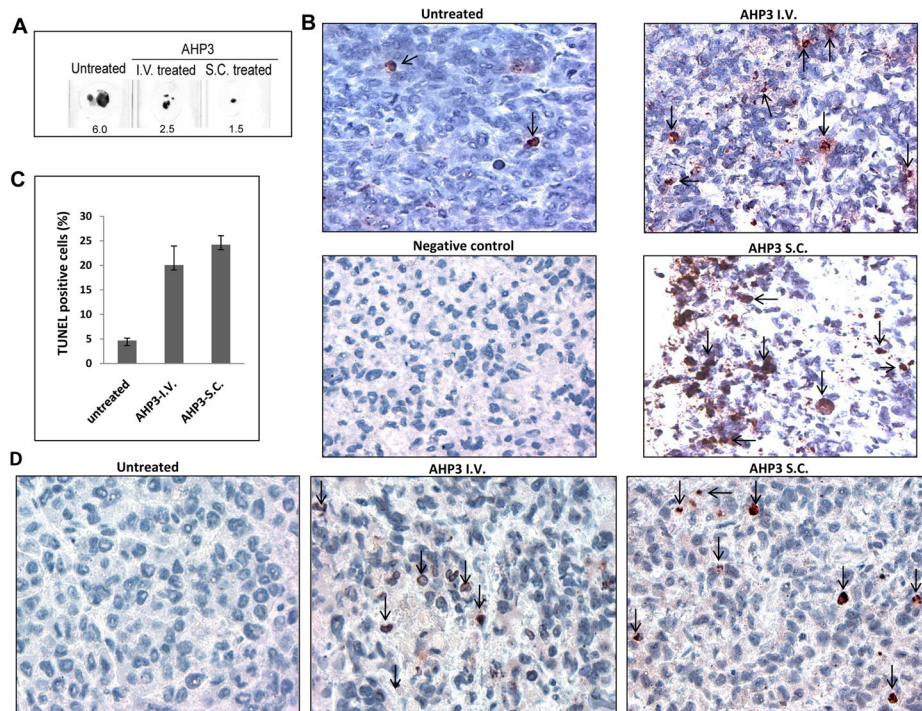 A
AHP3
Untreated I.V. treated S.C. treated
6.0 2.5 1.5
B
Untreated
AHP3 I.V.
Negative control
AHP3 S.C.
C
TUNEL positive cells (%)
30
25
20
15
10
5
0
untreated
AHP3-I.V.
AHP3-S.C.
D
Untreated
AHP3 I.V.
AHP3 S.C.